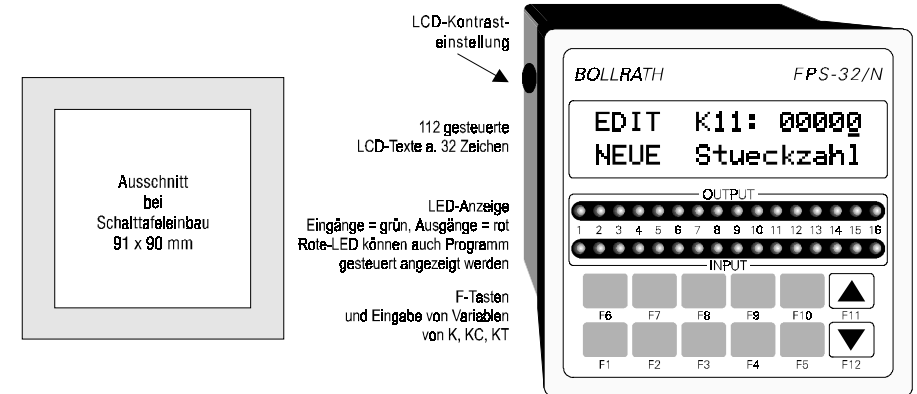 Ausschnitt
bei
Schalttafeleinbau
91 x 90 mm
LCD-Kontrast-
einstellung
112 gesteuerte
LCD-Texte a. 32 Zeichen
LED-Anzeige
Eingänge = grün, Ausgänge = rot
Rote-LED können auch Programm
gesteuert angezeigt werden
F-Tasten
und Eingabe von Variablen
von K, KC, KT
BOLLRATH FPS-32/N
EDIT K11: 00000
NEUE Stueckzahl
OUTPUT
1 2 3 4 5 6 7 8 9 10 11 12 13 14 15 16
INPUT
F6 F7 F8 F9 F10 F11
F1 F2 F3 F4 F5 F12